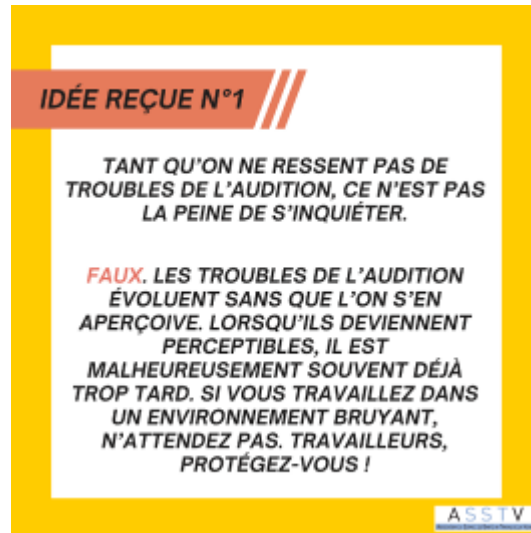 IDÉE REÇUE N°1
TANT QU'ON NE RESSENT PAS DE
TROUBLES DE L'AUDITION, CE N'EST PAS
LA PEINE DE S'INQUIÉTER.
FAUX. LES TROUBLES DE L'AUDITION
ÉVOLUENT SANS QUE L'ON S'EN
APERÇOIVE. LORSQU'ILS DEVIENNENT
PERCEPTIBLES, IL EST
MALHEUREUSEMENT SOUVENT DÉJÀ
TROP TARD. SI VOUS TRAVAILLEZ DANS
UN ENVIRONNEMENT BRUYANT,
N'ATTENDEZ PAS. TRAVAILLEURS,
PROTÉGEZ-VOUS !
ASSTV